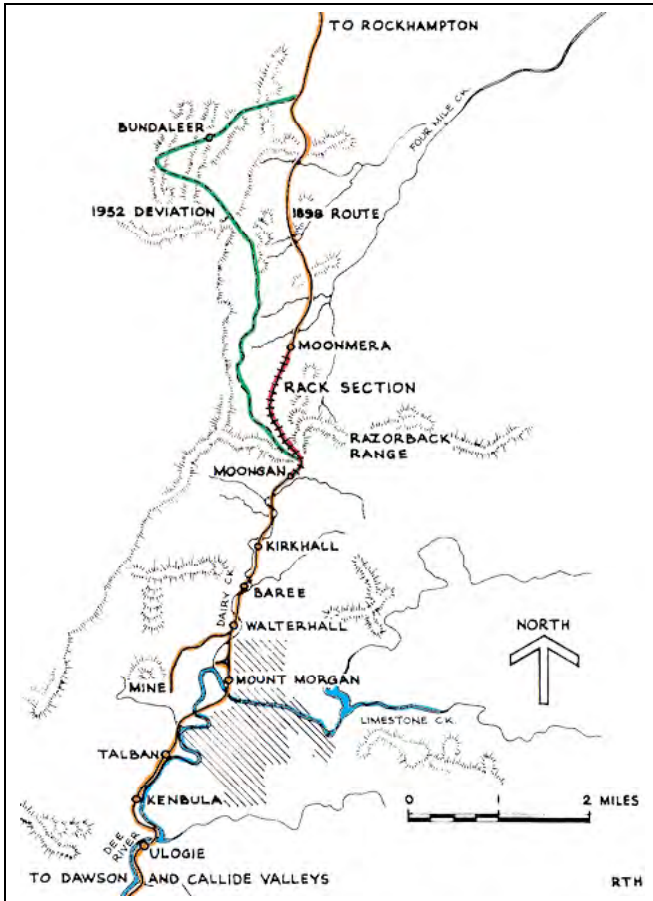 TO ROCKHAMPTON
FOUR MILE CK.
BUNDALEER
1952 DEVIATION
1898 ROUTE
MOONMERA
RACK SECTION
RAZORBACK
RANGE
MOONGAN
KIRKHALL
DAIRY CK.
BAREE
WALTERHALL
NORTH
MINE
MOUNT MORGAN
LIMESTONE CK.
TALBAN
KENBULA
0 2 MILES
DEE
RIVER
ULOGIE
TO DAWSON AND CALLIDE VALLEYS
RTH